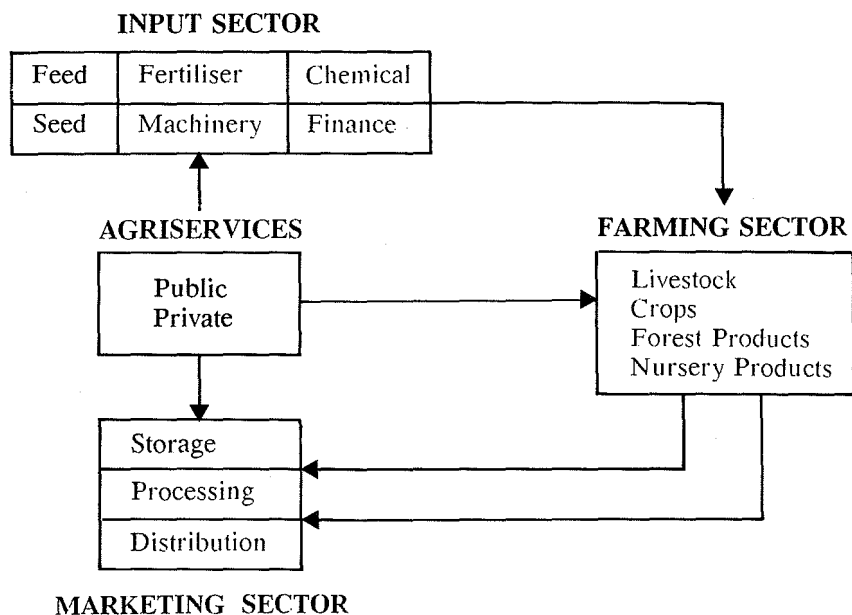 INPUT SECTOR
Feed Fertiliser Chemical
Seed Machinery Finance
AGRISERVICES
Public
Private
FARMING SECTOR
Livestock
Crops
Forest Products
Nursery Products
Storage
Processing
Distribution
MARKETING SECTOR